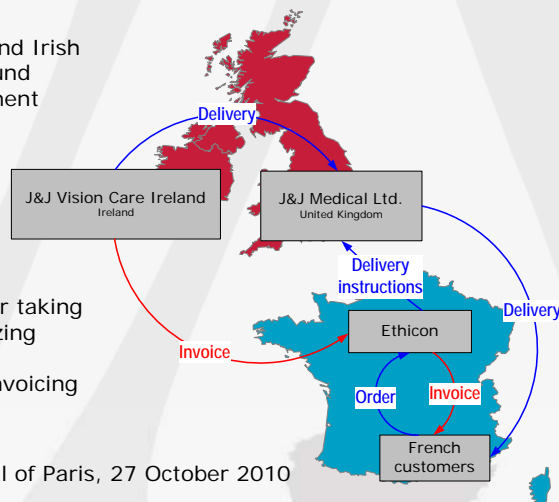 nd Irish
und
nent
Delivery
J&J Vision Care Ireland
Ireland
J&J Medical Ltd.
United Kingdom
Delivery
instructions
r taking
zing
Delivery
Ethicon
Invoice
nvoicing
Order
Invoice
French
customers
l of Paris, 27 October 2010